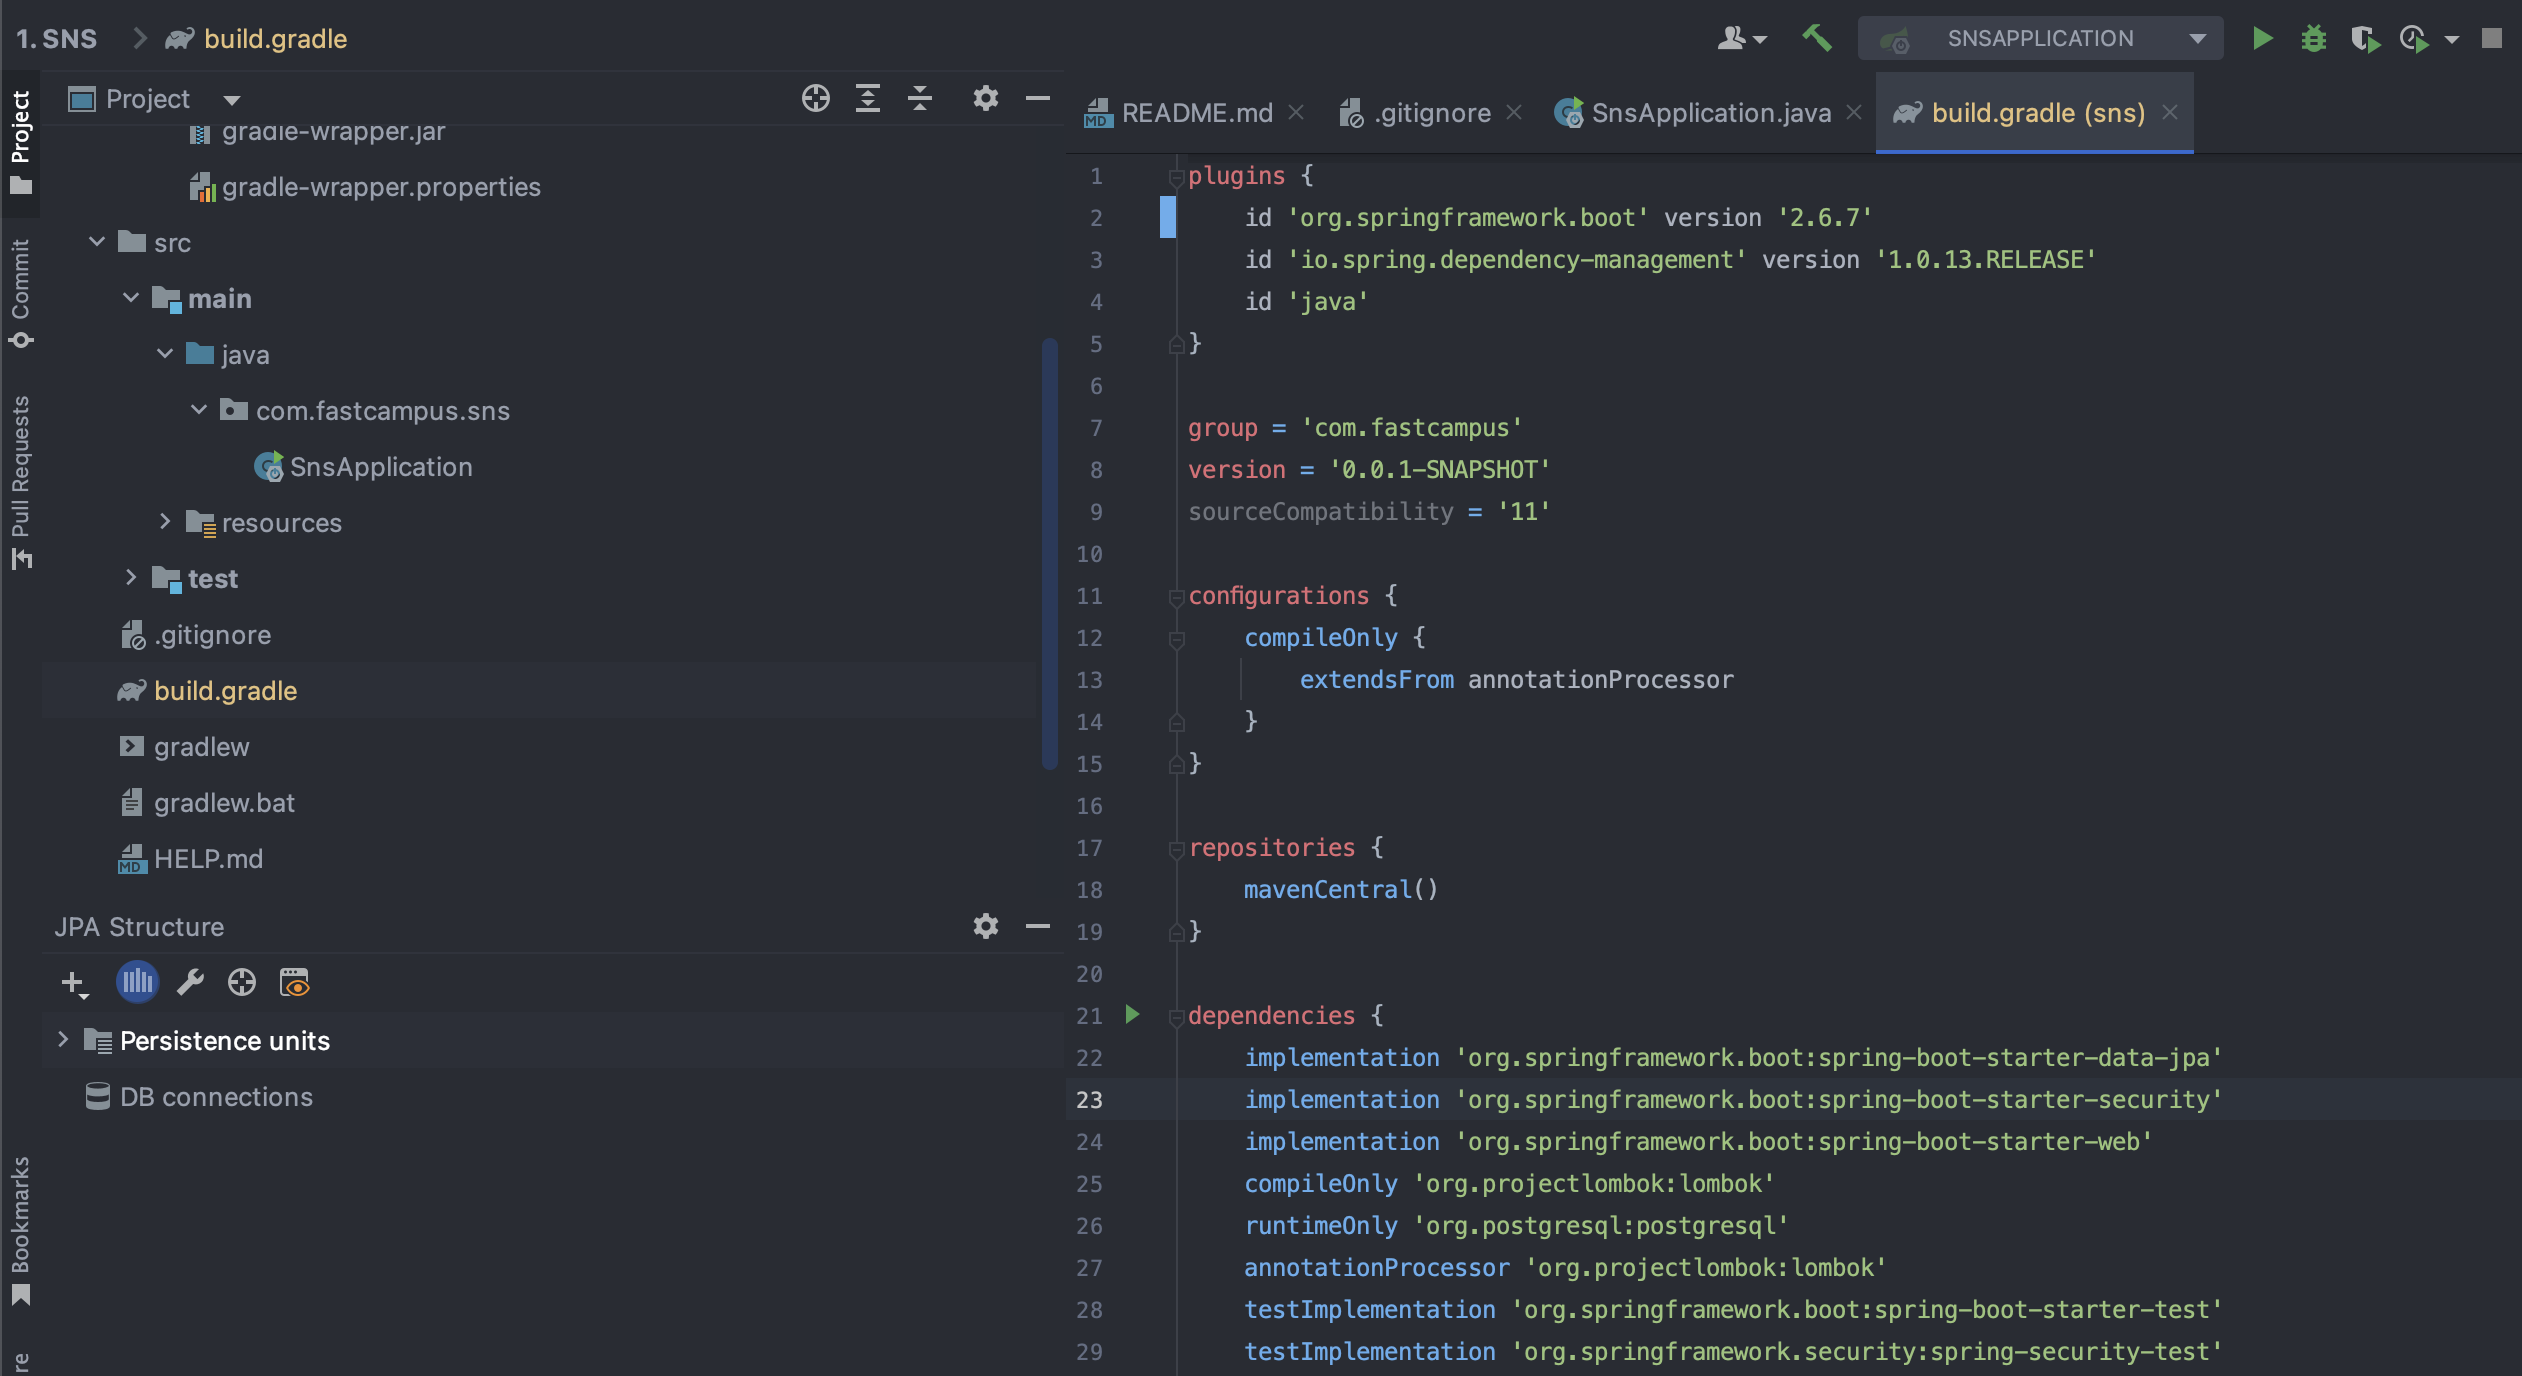 1. SNS
build.gradle
SNSAPPLICATION
Project
Project
Commit
Pull Requests
Bookmarks
re
gradle-wrapper.jar
gradle-wrapper.properties
src
main
java
com.fastcampus.sns
SnsApplication
resources
test
.gitignore
build.gradle
gradlew
gradlew.bat
HELP.md
JPA Structure
Persistence units
DB connections
README.md
.gitignore
SnsApplication.java
build.gradle (sns)
1 plugins {
2 id 'org.springframework.boot' version '2.6.7'
3 id 'io.spring.dependency-management' version '1.0.13.RELEASE'
4 id 'java'
5 }
6
7 group = 'com.fastcampus'
8 version = '0.0.1-SNAPSHOT'
9 sourceCompatibility = '11'
10
11 configurations {
12 compileOnly {
13 extendsFrom annotationProcessor
14 }
15 }
16
17 repositories {
18 mavenCentral()
19 }
20
21 dependencies {
22 implementation 'org.springframework.boot:spring-boot-starter-data-jpa'
23 implementation 'org.springframework.boot:spring-boot-starter-security'
24 implementation 'org.springframework.boot:spring-boot-starter-web'
25 compileOnly 'org.projectlombok:lombok'
26 runtimeOnly 'org.postgresql:postgresql'
27 annotationProcessor 'org.projectlombok:lombok'
28 testImplementation 'org.springframework.boot:spring-boot-starter-test'
29 testImplementation 'org.springframework.security:spring-security-test'